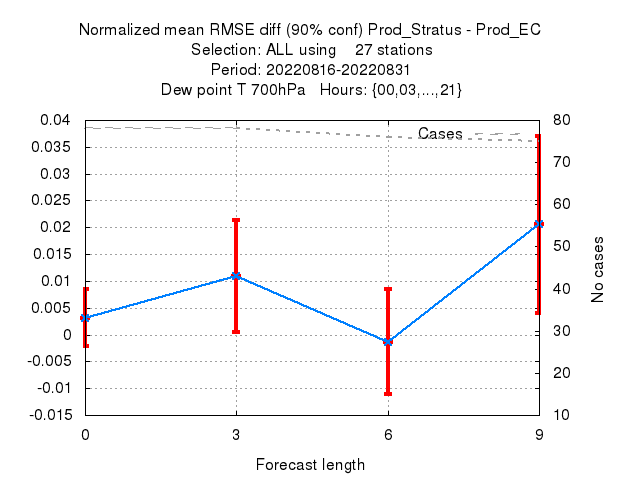 Normalized mean RMSE diff (90% conf) Prod_Stratus - Prod_EC
Selection: ALL using 27 stations
Period: 20220816-20220831
Dew point T 700hPa Hours: {00,03,...,21}
0.04
0.035
0.03
0.025
0.02
0.015
0.01
0.005
0
-0.005
-0.01
-0.015
Cases
80
70
60
50
40
30
20
10
No cases
0 3 6 9
Forecast length